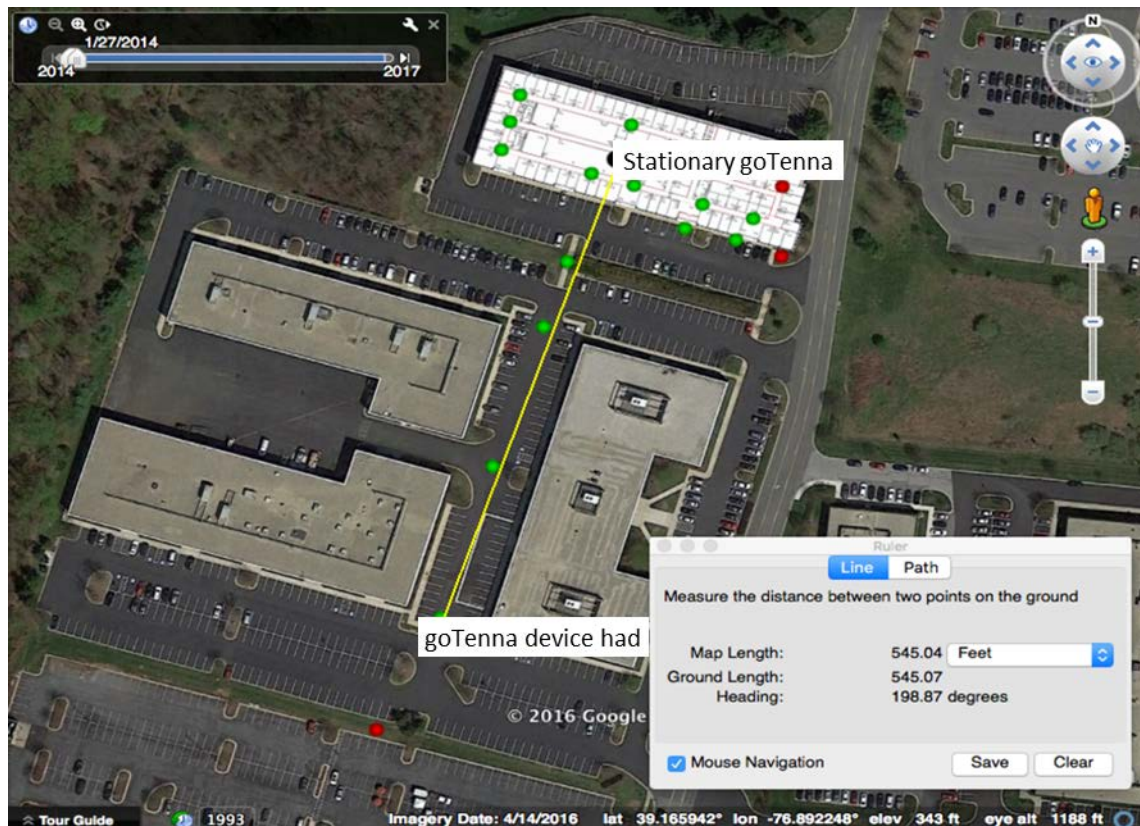 1/27/2014
2014
2017
N
Stationary goTenna
goTenna device had
Ruler
Line Path
Measure the distance between two points on the ground
Map Length: 545.04 Feet
Ground Length: 545.07
Heading: 198.87 degrees
© 2016 Google
Mouse Navigation Save Clear
Tour Guide 1993 Imagery Date: 4/14/2016 lat 39.165942° lon -76.892248° elev 343 ft eye alt 1188 ft